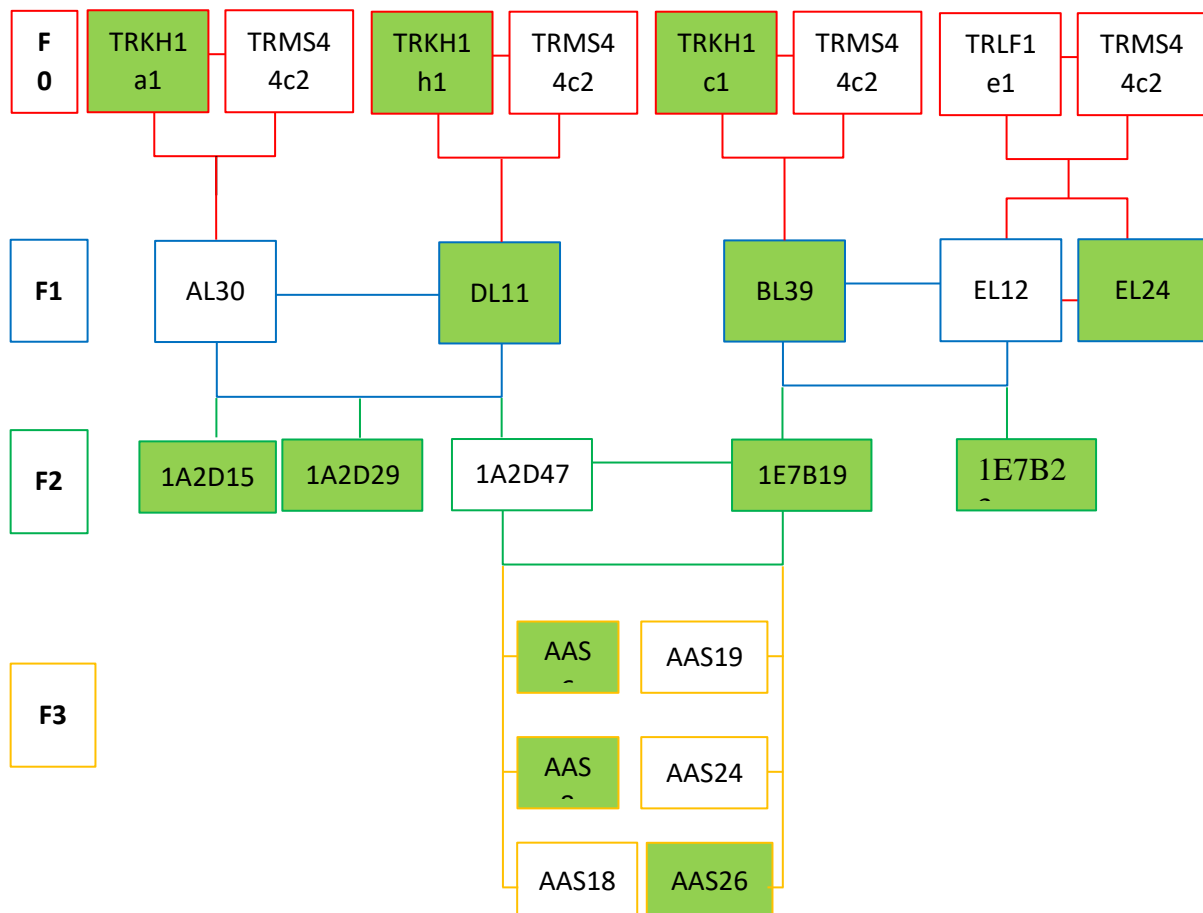 F
0
TRKH1
a1
TRMS4
4c2
TRKH1
h1
TRMS4
4c2
TRKH1
c1
TRMS4
4c2
TRLF1
e1
TRMS4
4c2
F1
AL30
DL11
BL39
EL12
EL24
F2
1A2D15
1A2D29
1A2D47
1E7B19
1E7B2
F3
AAS
AAS19
AAS
AAS24
AAS18
AAS26